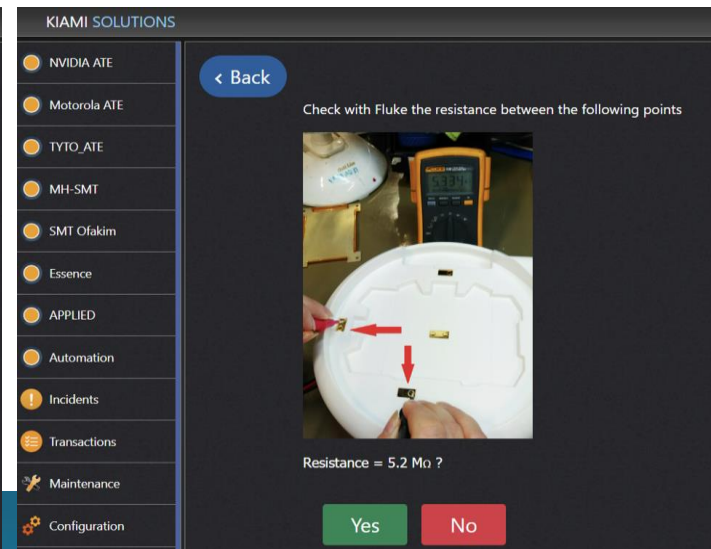 KIAMI SOLUTIONS
NVIDIA ATE
Motorola ATE
TYTO_ATE
MH-SMT
SMT Ofakim
Essence
APPLIED
Automation
Incidents
Transactions
Maintenance
Configuration
‹ Back
Check with Fluke the resistance between the following points
Resistance = 5.2 MΩ ?
Yes
No